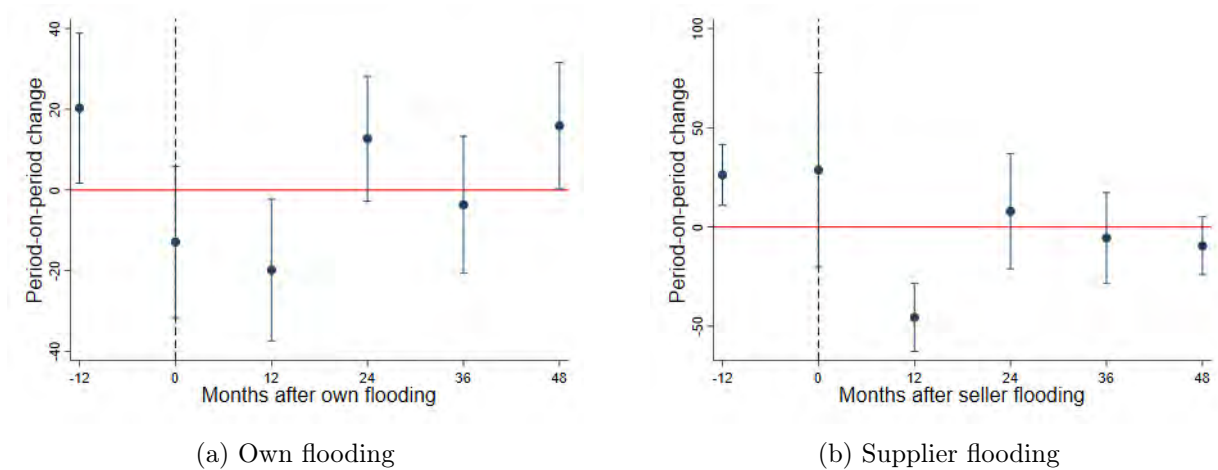 40
20
0
-20
-40
Period-on-period change
-12 0 12 24 36 48
Months after own flooding
(a) Own flooding
100
50
0
-50
Period-on-period change
-12 0 12 24 36 48
Months after seller flooding
(b) Supplier flooding